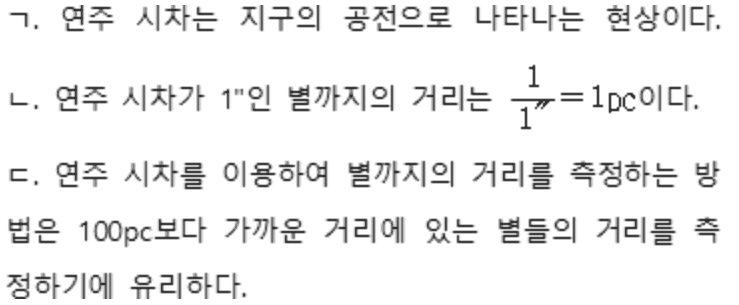 ㄱ. 연주 시차는 지구의 공전으로 나타나는 현상이다.
ㄴ. 연주 시차가 1"인 별까지의 거리는 1/1″=1pc이다.
ㄷ. 연주 시차를 이용하여 별까지의 거리를 측정하는 방
법은 100pc보다 가까운 거리에 있는 별들의 거리를 측
정하기에 유리하다.